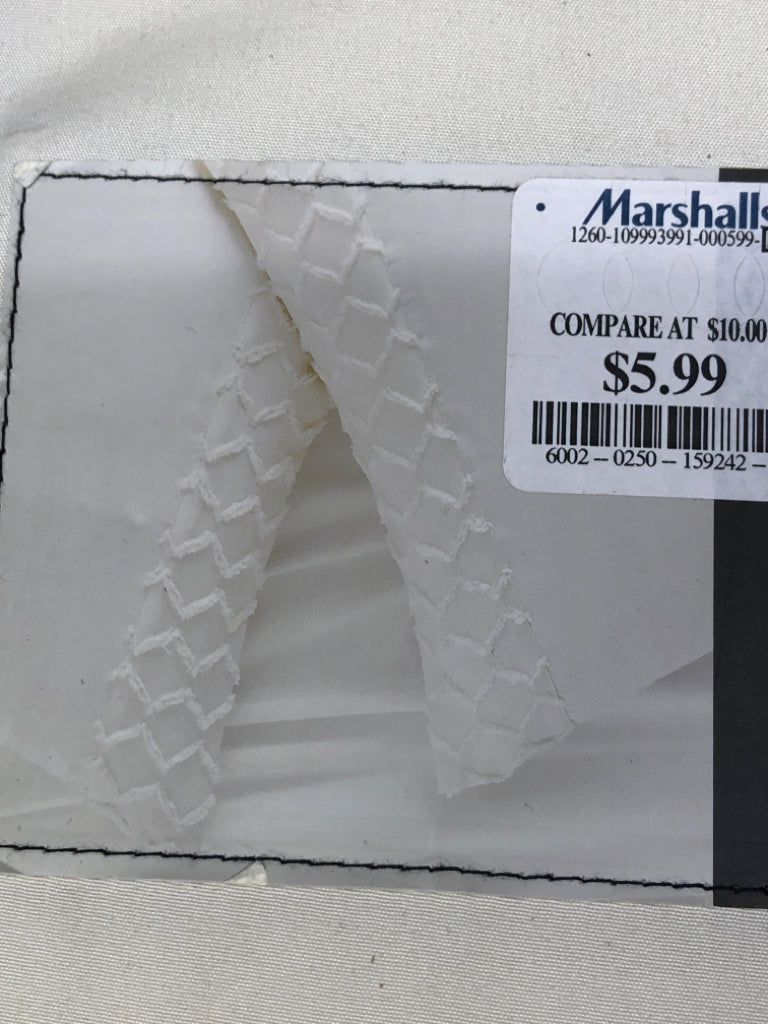 Marshalls
1260-109993991-000599-
COMPARE AT $10.00
$5.99
6002 – 0250 – 159242 –